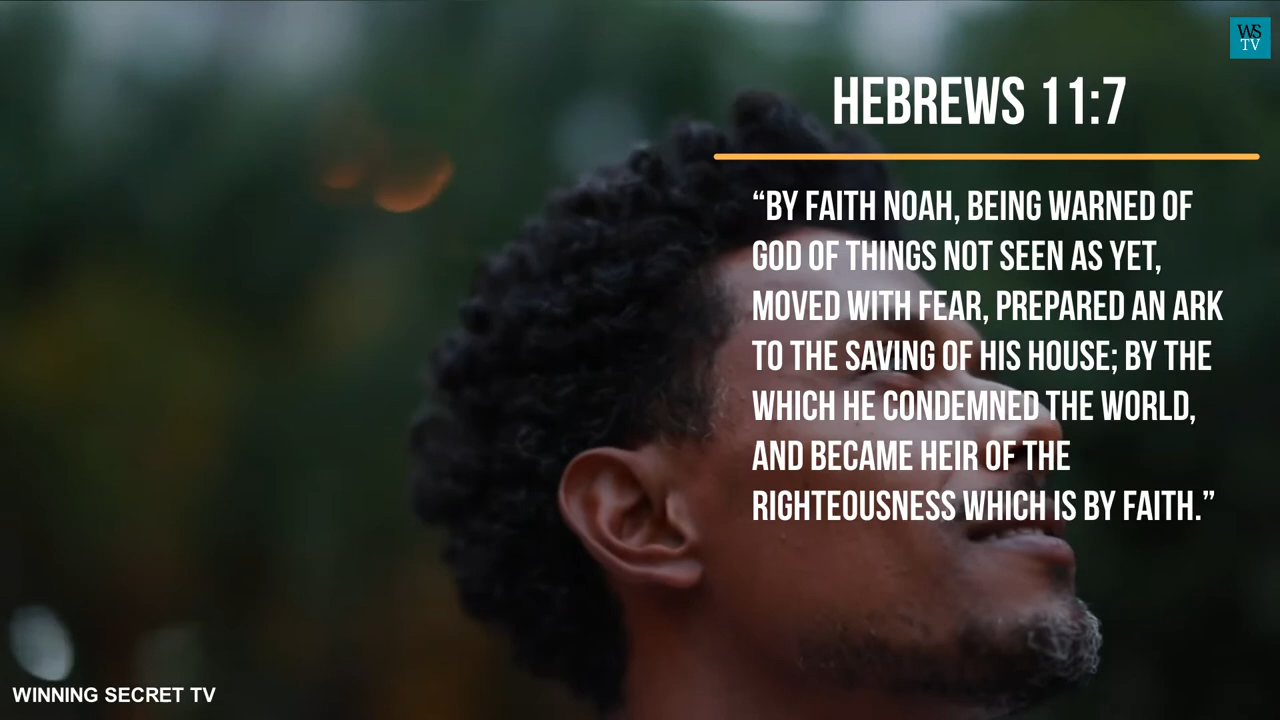 WS
TV
HEBREWS 11:7
“BY FAITH NOAH, BEING WARNED OF
GOD OF THINGS NOT SEEN AS YET,
MOVED WITH FEAR, PREPARED AN ARK
TO THE SAVING OF HIS HOUSE; BY THE
WHICH HE CONDEMNED THE WORLD,
AND BECAME HEIR OF THE
RIGHTEOUSNESS WHICH IS BY FAITH.”
WINNING SECRET TV